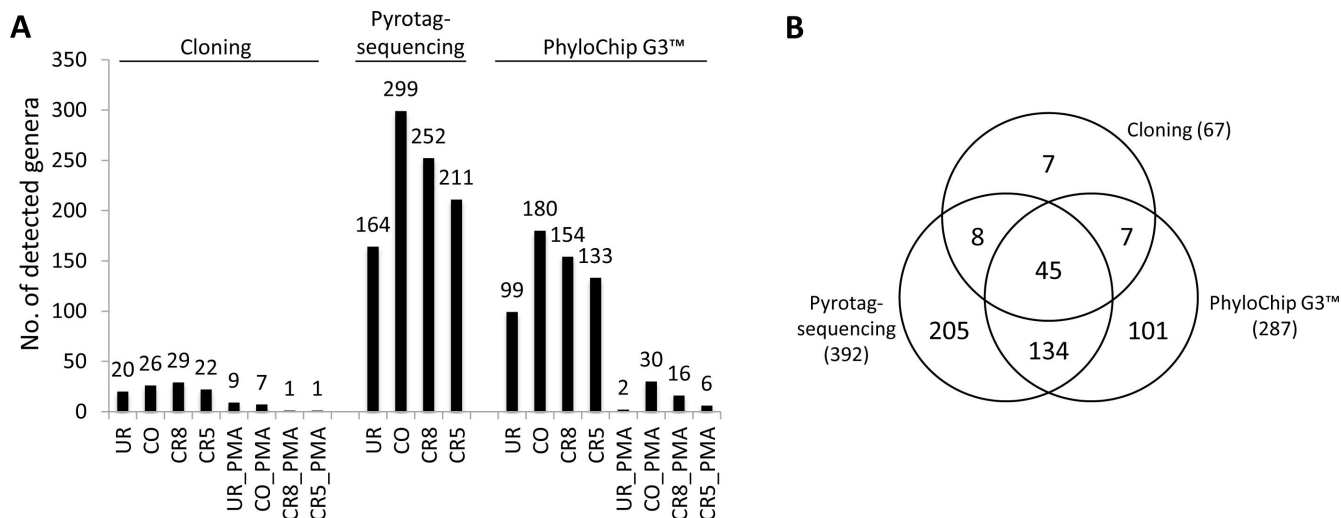 A
Cloning
Pyrotag-
sequencing
PhyloChip G3™
No. of detected genera
350
300
250
200
150
100
50
0
20
26
29
22
9
7
1
1
164
299
252
211
99
180
154
133
2
30
16
6
UR
CO
CR8
CR5
UR_PMA
CO_PMA
CR8_PMA
CR5_PMA
UR
CO
CR8
CR5
UR
CO
CR8
CR5
UR_PMA
CO_PMA
CR8_PMA
CR5_PMA
B
Cloning (67)
7
8
7
45
Pyrotag-
sequencing
(392)
205
134
101
PhyloChip G3™
(287)